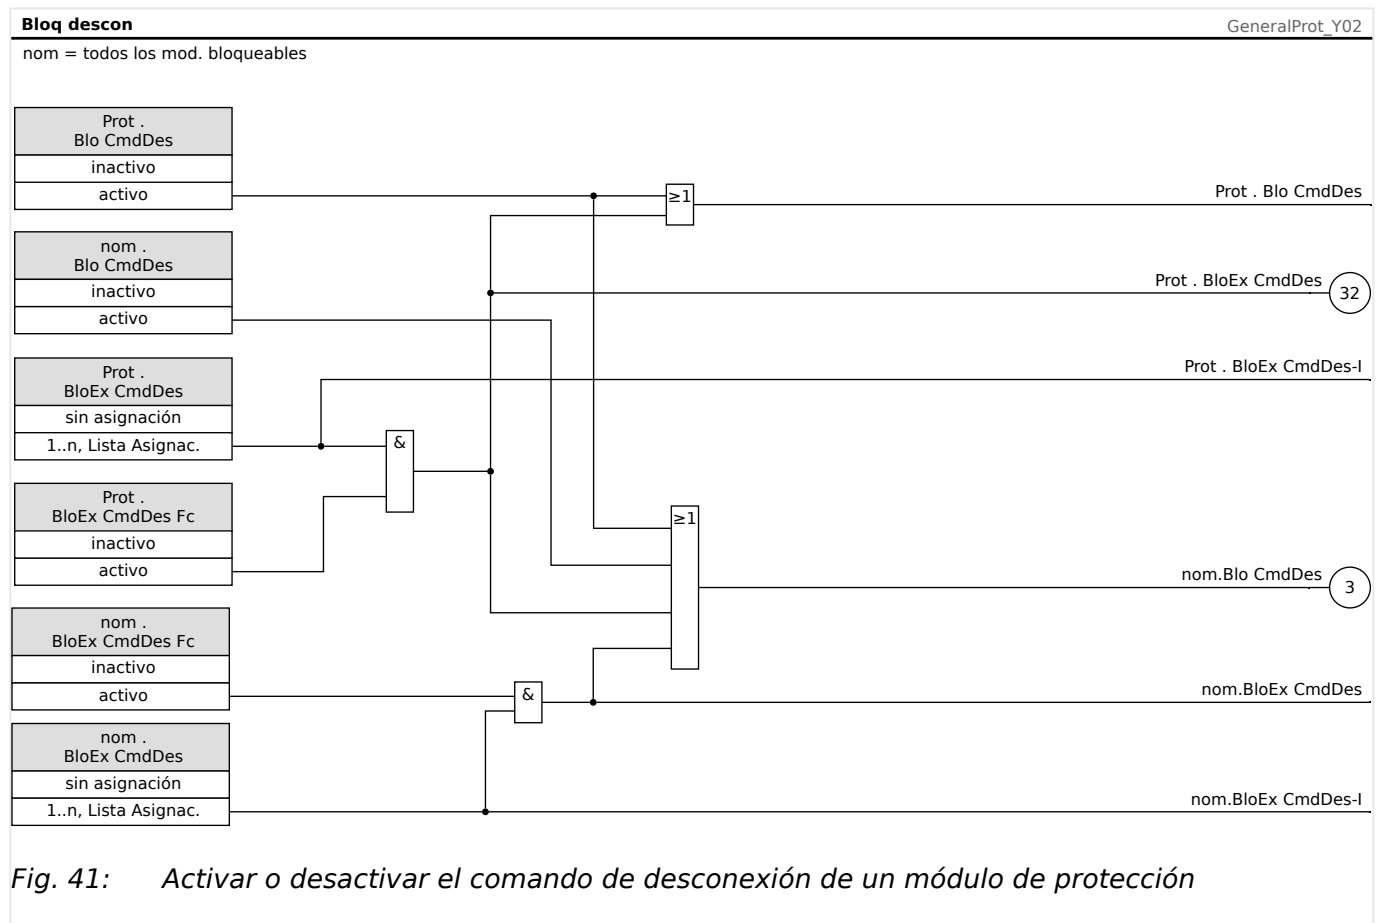 Bloq descon
GeneralProt_Y02
nom = todos los mod. bloqueables
Prot .
Blo CmdDes
inactivo
activo
≥1
Prot . Blo CmdDes
nom .
Blo CmdDes
inactivo
activo
Prot . BloEx CmdDes
32
Prot .
BloEx CmdDes
sin asignación
1..n, Lista Asignac.
&
Prot . BloEx CmdDes-I
Prot .
BloEx CmdDes Fc
inactivo
activo
≥1
nom.Blo CmdDes
3
nom .
BloEx CmdDes Fc
inactivo
activo
&
nom.BloEx CmdDes
nom .
BloEx CmdDes
sin asignación
1..n, Lista Asignac.
nom.BloEx CmdDes-I
Fig. 41: Activar o desactivar el comando de desconexión de un módulo de protección